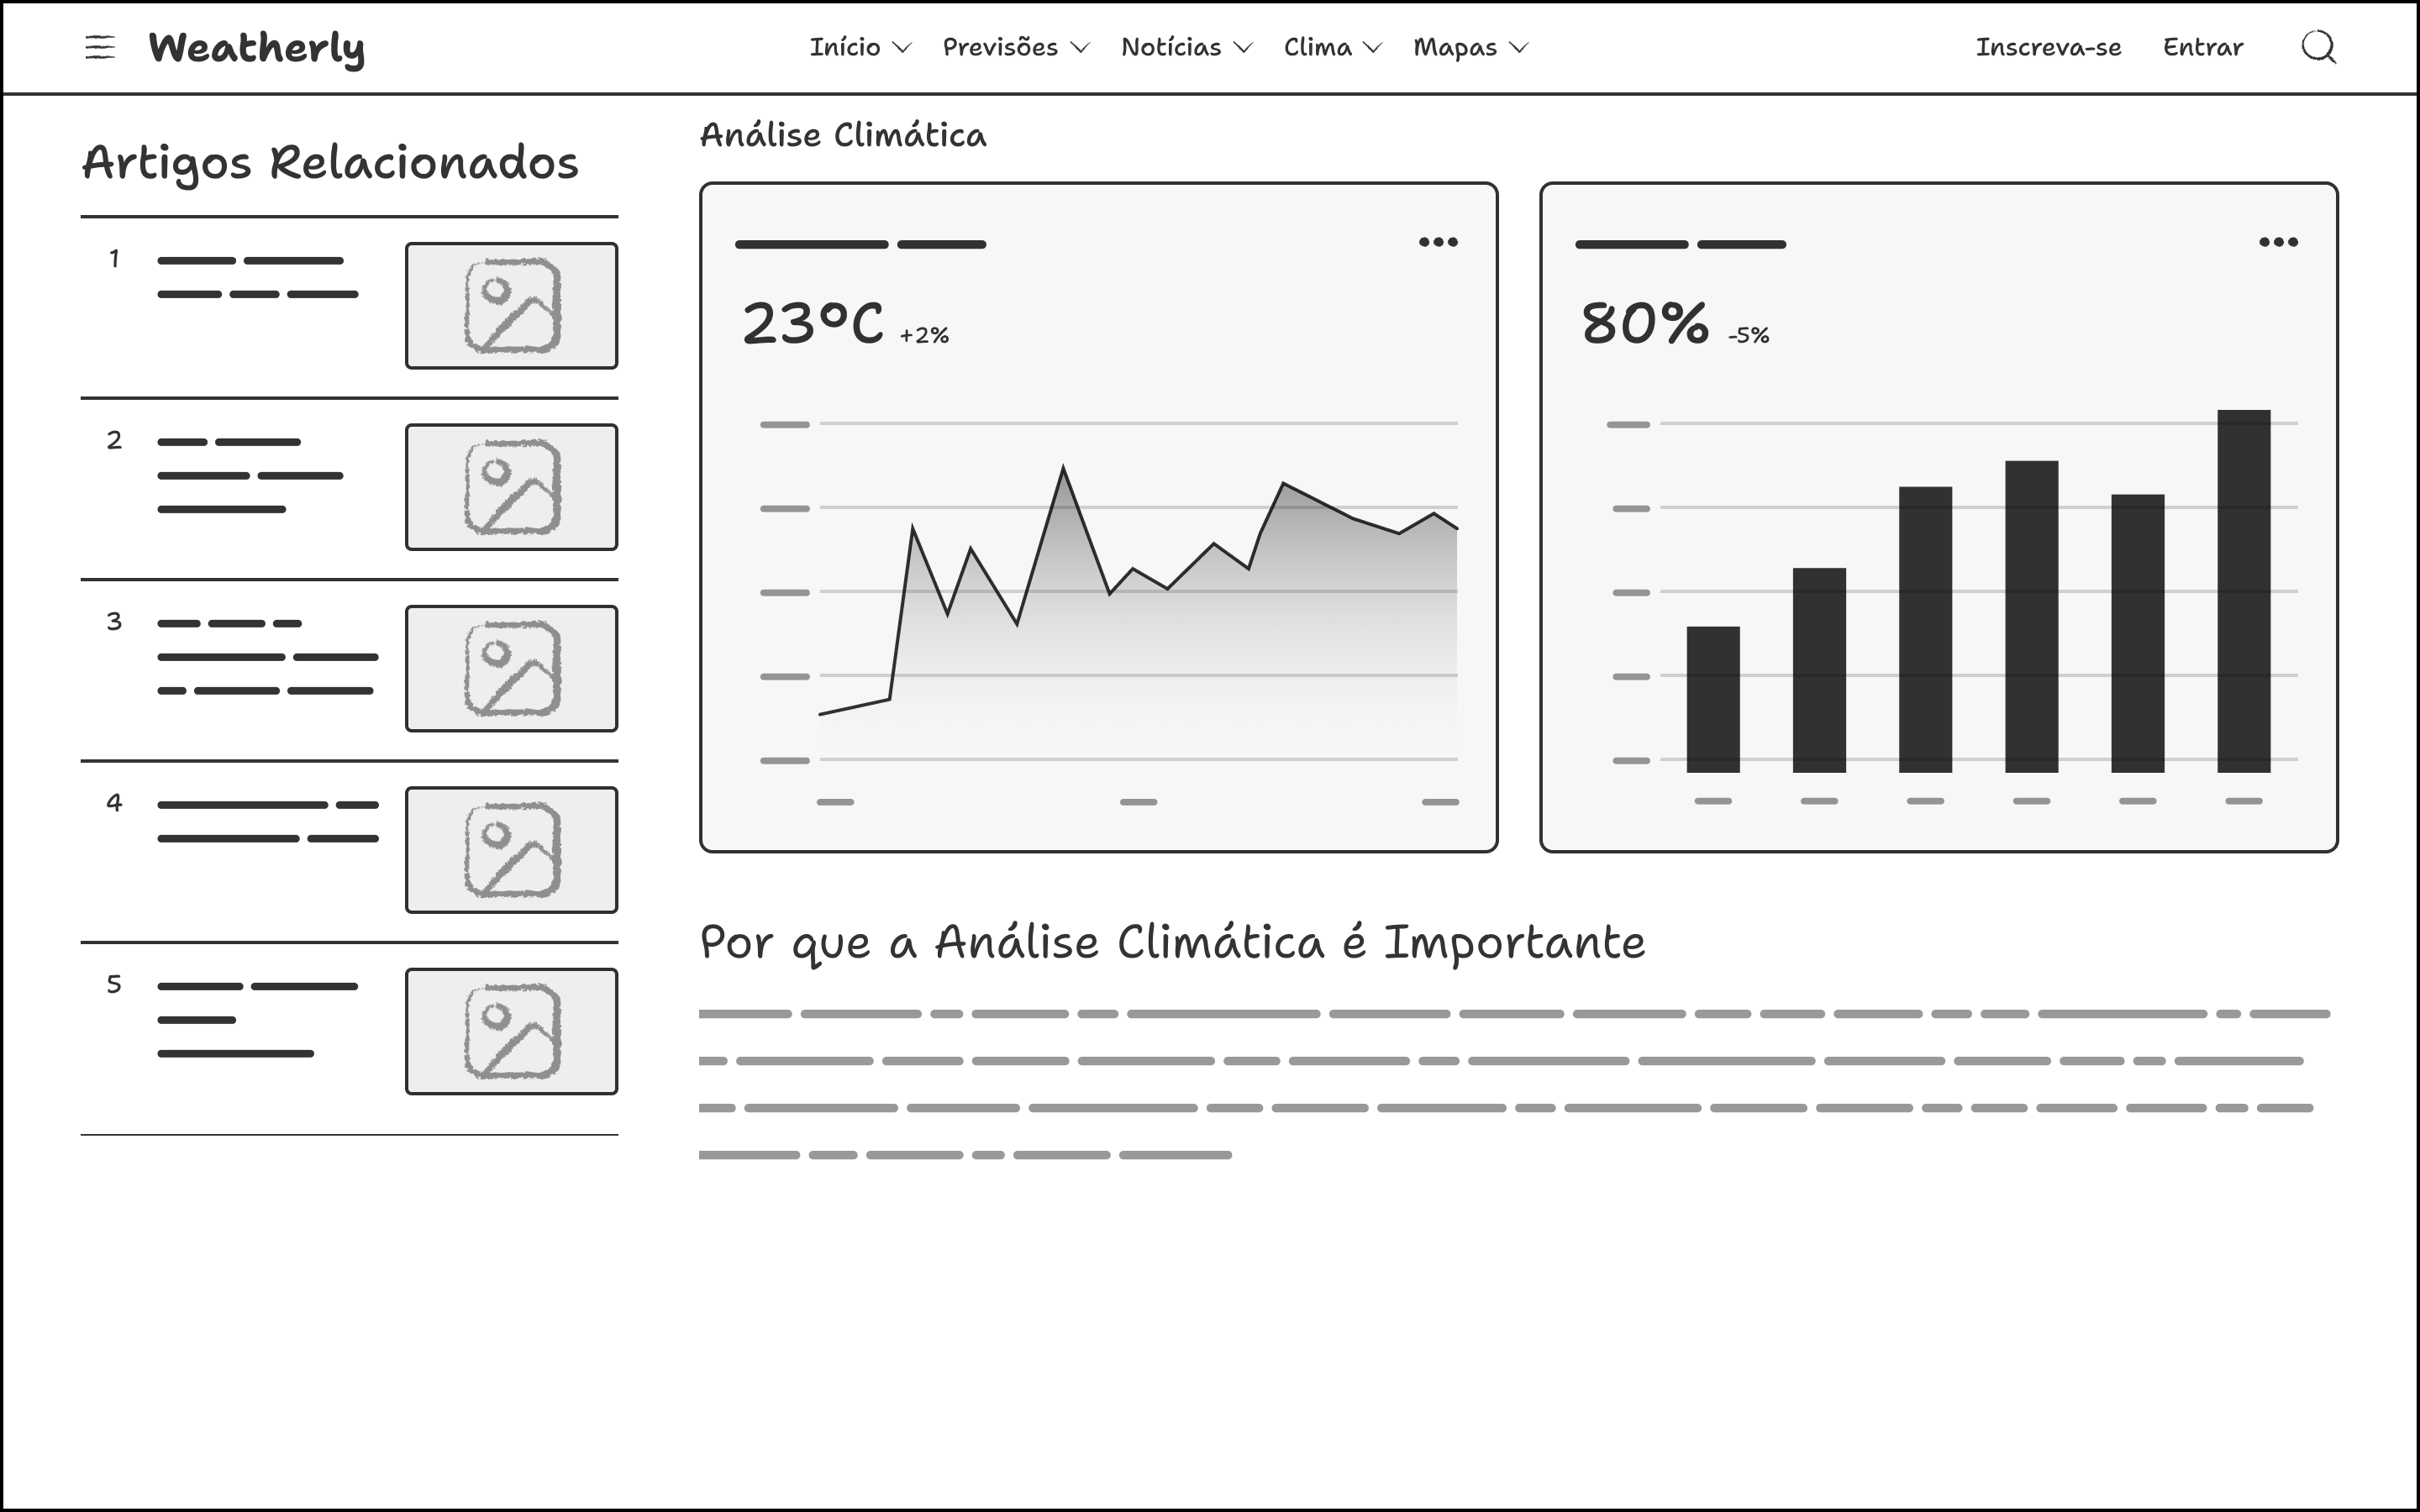 Weatherly
Início Previsões Notícias Clima Mapas
Inscreva-se Entrar
Artigos Relacionados
1
2
3
4
5
Análise Climática
23°C +2%
80% -5%
Por que a Análise Climática é Importante